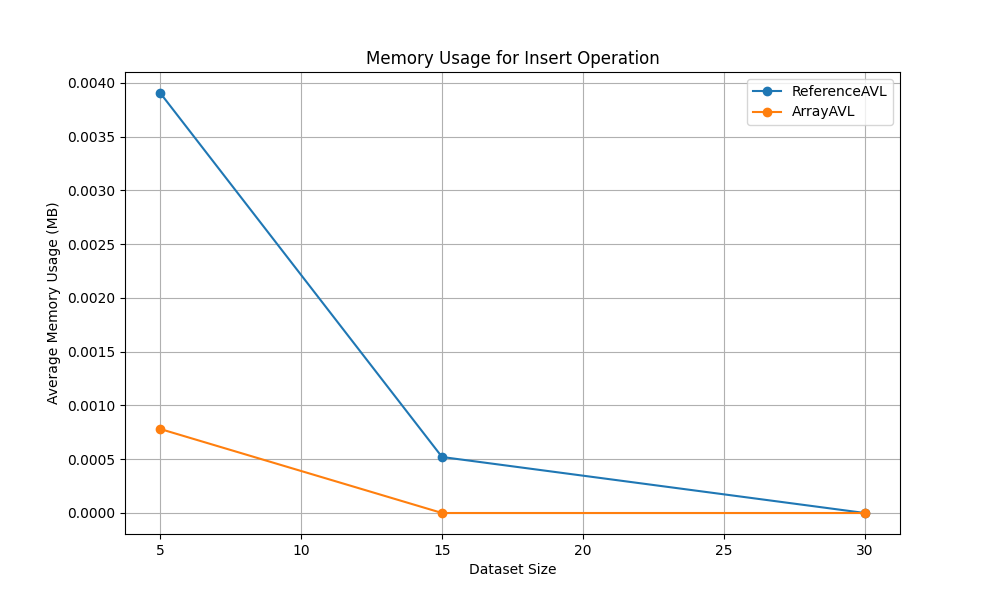 Memory Usage for Insert Operation
ReferenceAVL
ArrayAVL
Average Memory Usage (MB)
0.0040
0.0035
0.0030
0.0025
0.0020
0.0015
0.0010
0.0005
0.0000
5 10 15 20 25 30
Dataset Size